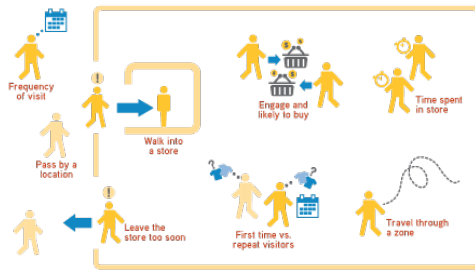 Frequency
of visit
Pass by a
location
Walk into
a store
Engage and
likely to buy
Time spent
in store
Leave the
store too soon
First time vs.
repeat visitors
Travel through
a zone
! 
$ $
$ $
!
? ?